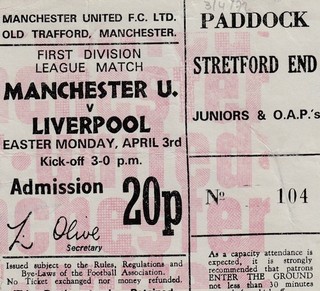 MANCHESTER UNITED F.C. LTD.
OLD TRAFFORD, MANCHESTER.
FIRST DIVISION
LEAGUE MATCH
MANCHESTER U.
v
LIVERPOOL
EASTER MONDAY, APRIL 3rd
Kick-off 3-0 p.m.
Admission 20p
Secretary
Issued subject to the Rules, Regulations and
Bye-Laws of the Football Association.
No Ticket exchanged nor money refunded.
3/4/72
PADDOCK
STRETFORD END
JUNIORS & O.A.P.'s
No 104
As a capacity attendance is
expected, it is strongly
recommended that patrons
ENTER THE GROUND
not less than 30 minutes